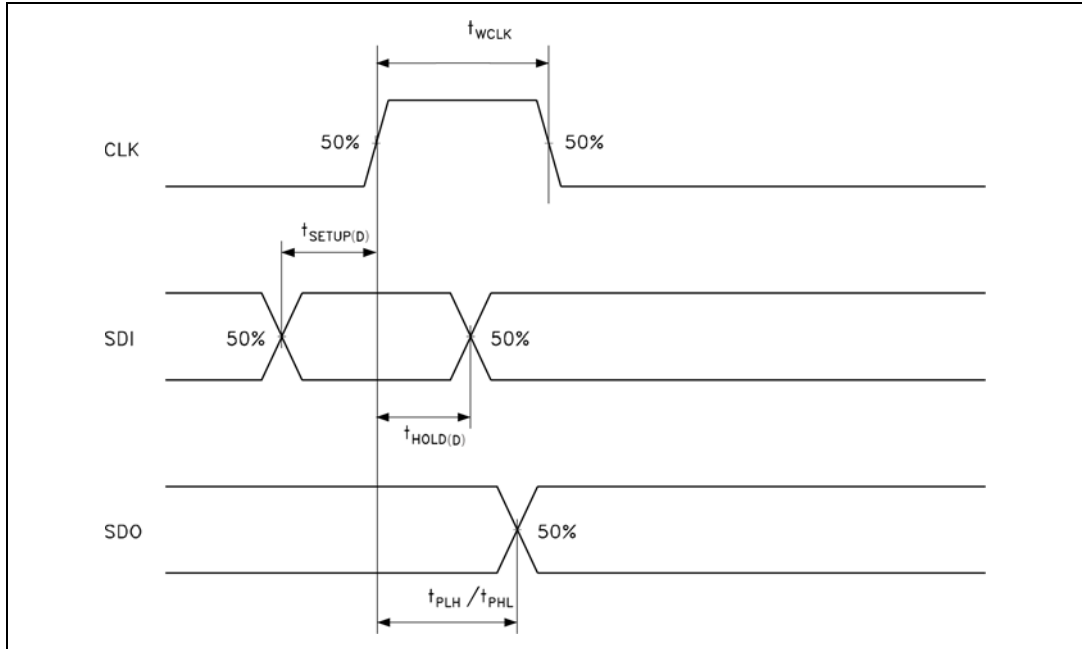 tWCLK
CLK
50%
50%
tSETUP(D)
SDI
50%
50%
tHOLD(D)
SDO
50%
tPLH /tPHL